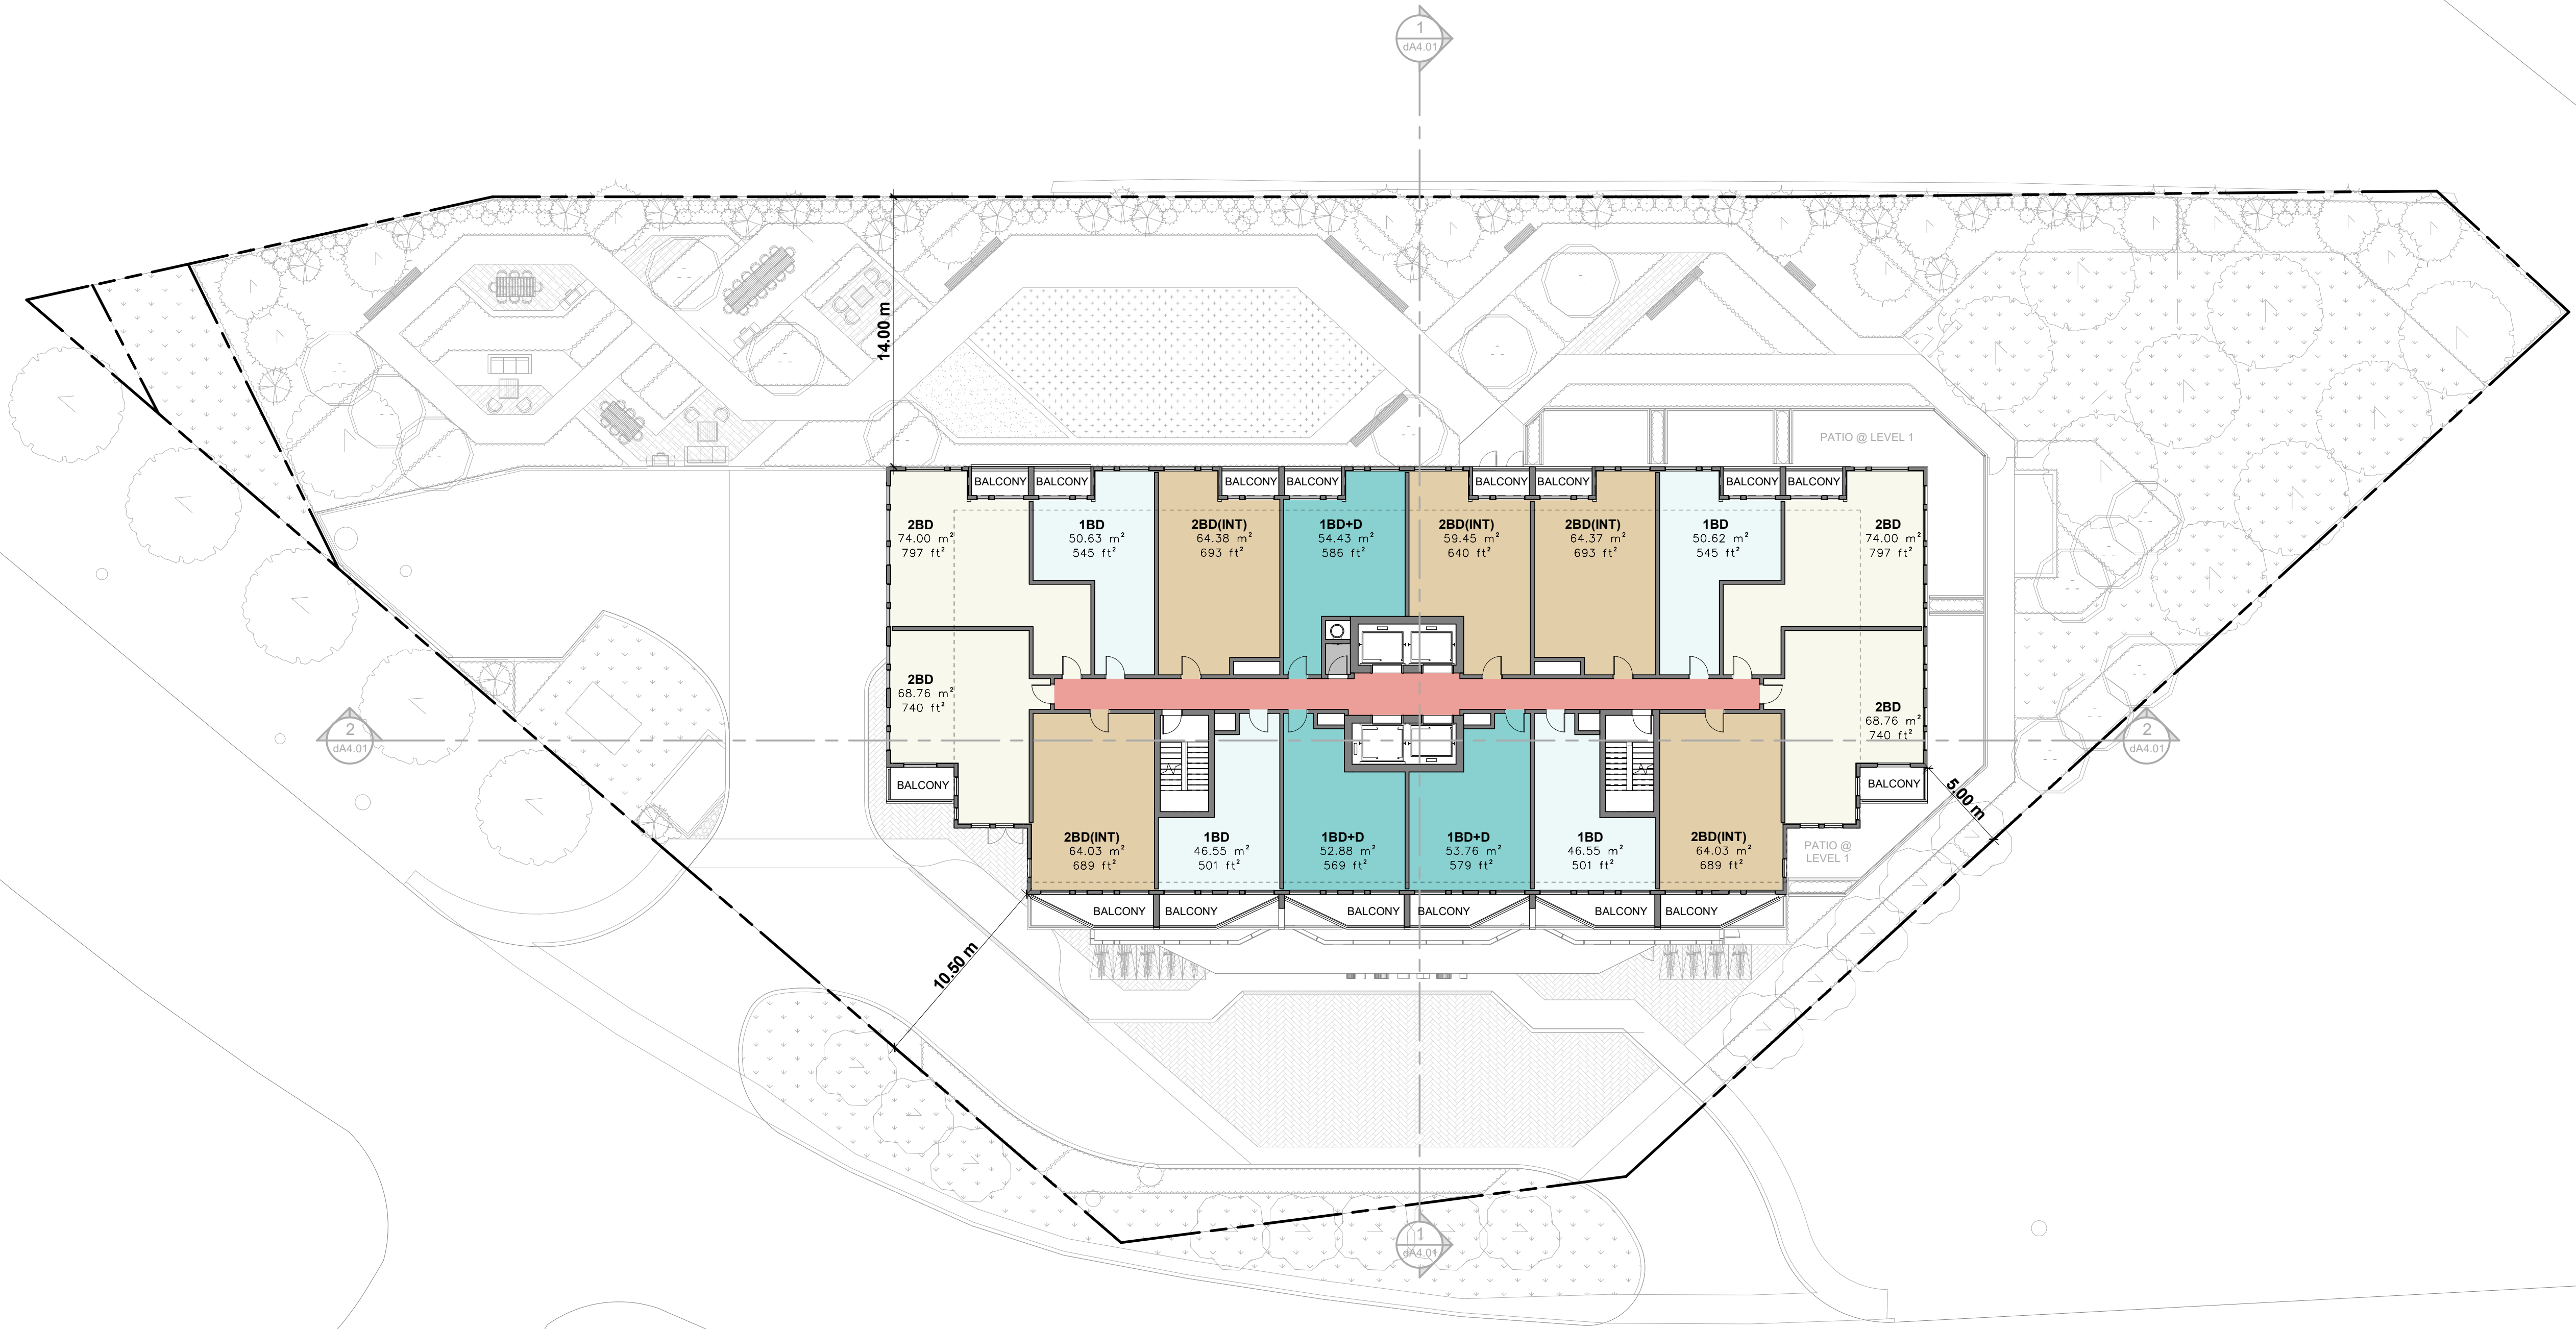 1
dA4.01
14.00 m
PATIO @ LEVEL 1
BALCONY
BALCONY
BALCONY
BALCONY
BALCONY
BALCONY
BALCONY
BALCONY
2BD
74.00 m²
797 ft²
1BD
50.63 m²
545 ft²
2BD(INT)
64.38 m²
693 ft²
1BD+D
54.43 m²
586 ft²
2BD(INT)
59.45 m²
640 ft²
2BD(INT)
64.37 m²
693 ft²
1BD
50.62 m²
545 ft²
2BD
74.00 m²
797 ft²
2BD
68.76 m²
740 ft²
2BD
68.76 m²
740 ft²
2
dA4.01
2
dA4.01
BALCONY
BALCONY
5.00 m
2BD(INT)
64.03 m²
689 ft²
1BD
46.55 m²
501 ft²
1BD+D
52.88 m²
569 ft²
1BD+D
53.76 m²
579 ft²
1BD
46.55 m²
501 ft²
2BD(INT)
64.03 m²
689 ft²
PATIO @
LEVEL 1
BALCONY
BALCONY
BALCONY
BALCONY
BALCONY
BALCONY
10.50 m
1
dA4.01